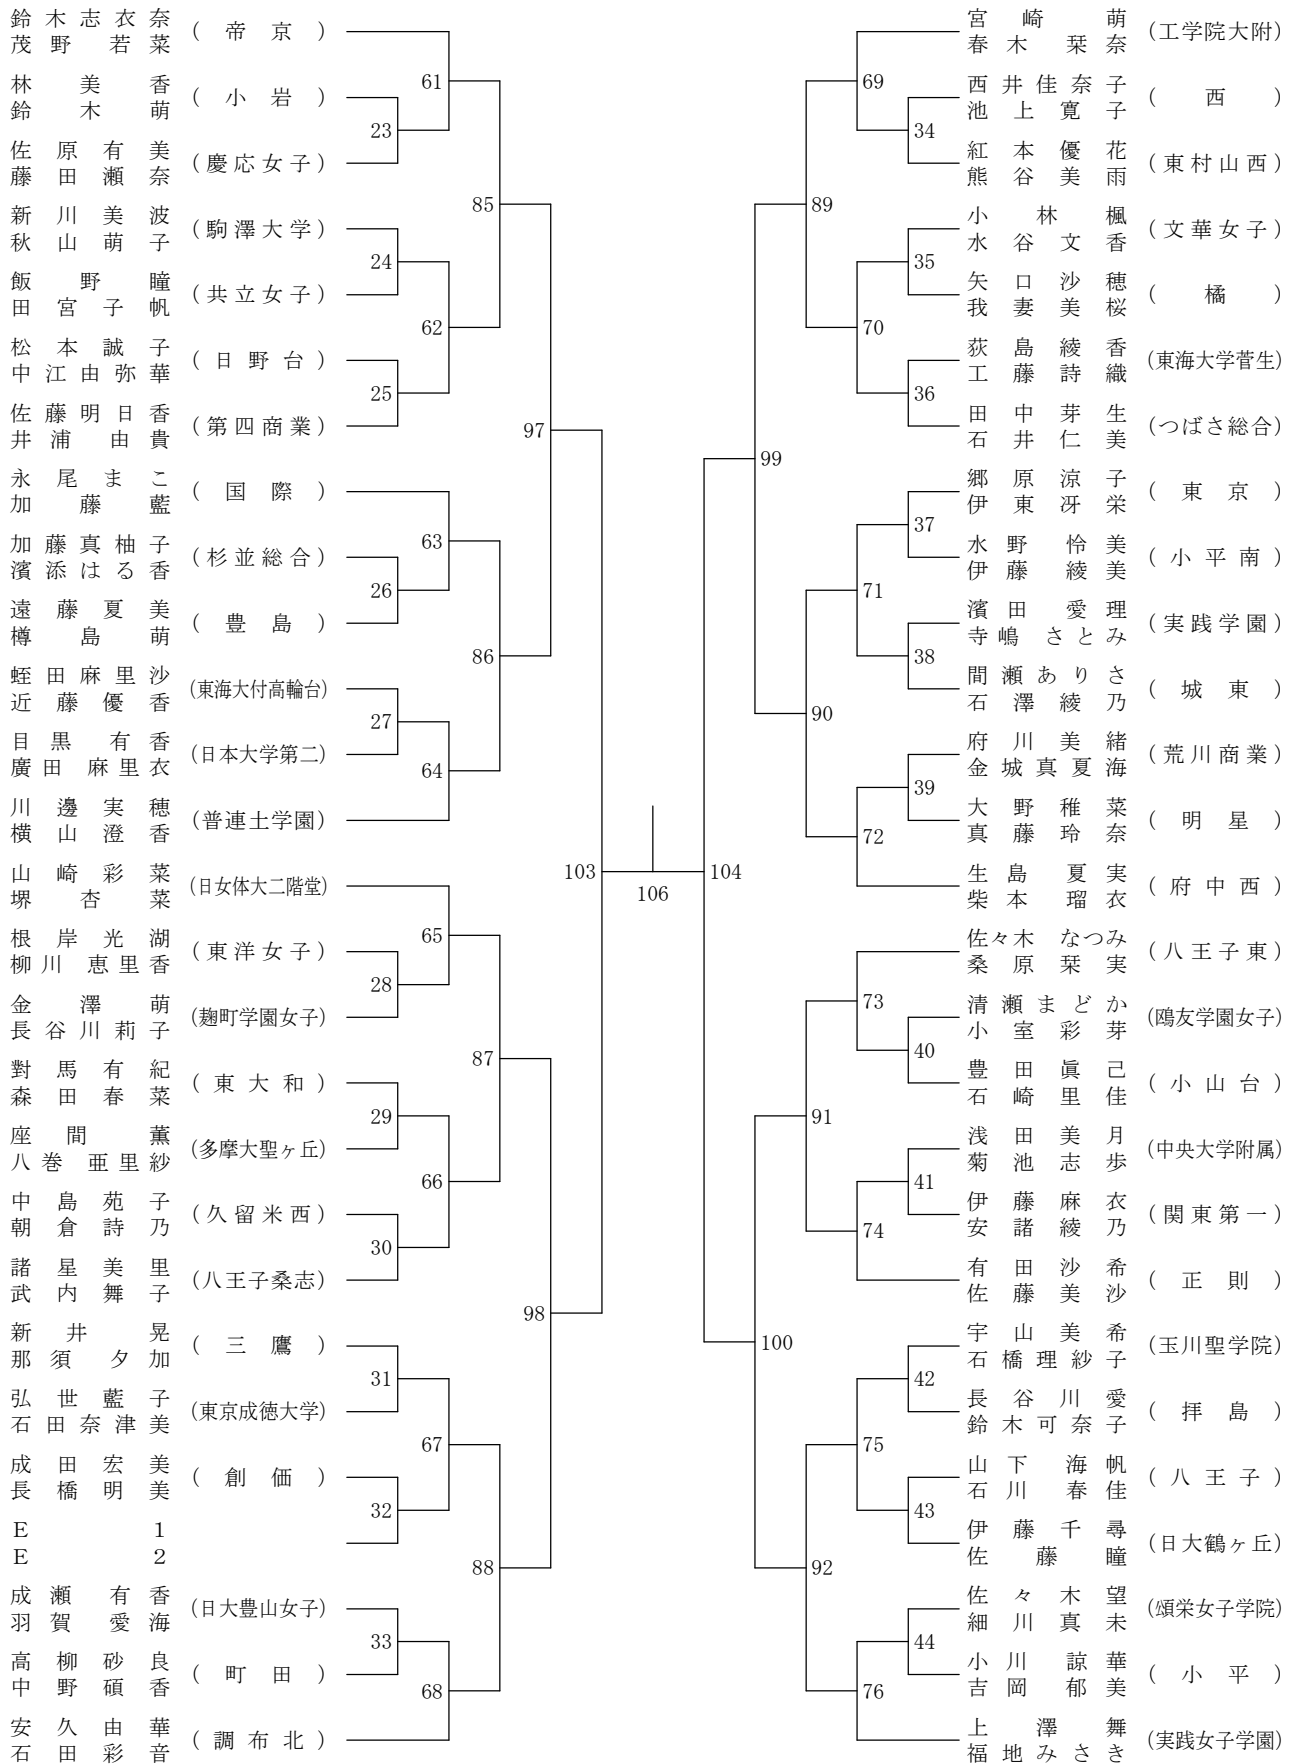 鈴木志衣奈
茂野若菜
(帝京)
61
林美香
鈴木萌
(小岩)
23
佐原有美
藤田瀬奈
(慶応女子)
85
新川美波
秋山萌子
(駒澤大学)
24
飯野瞳
田宮子帆
(共立女子)
62
松本誠子
中江由弥華
(日野台)
25
佐藤明日香
井浦由貴
(第四商業)
97
永尾まこ
加藤藍
(国際)
63
加藤真柚子
濱添はる香
(杉並総合)
26
遠藤夏美
樽島萌
(豊島)
86
蛭田麻里沙
近藤優香
(東海大付高輪台)
27
目黒有香
廣田麻里衣
(日本大学第二)
64
川邊実穂
横山澄香
(普連土学園)
103
山崎彩菜
堺杏菜
(日女体大二階堂)
65
根岸光湖
柳川恵里香
(東洋女子)
28
金澤萌
長谷川莉子
(麹町学園女子)
87
對馬有紀
森田春菜
(東大和)
29
座間薫
八巻亜里紗
(多摩大聖ヶ丘)
66
中島苑子
朝倉詩乃
(久留米西)
30
諸星美里
武内舞子
(八王子桑志)
98
新井晃
那須夕加
(三鷹)
31
弘世藍子
石田奈津美
(東京成徳大学)
67
成田宏美
長橋明美
(創価)
32
E1
E2
88
成瀬有香
羽賀愛海
(日大豊山女子)
33
高柳砂良
中野碩香
(町田)
68
安久由華
石田彩音
(調布北)
106
宮崎萌
春木栞奈
(工学院大附)
69
西井佳奈子
池上寛子
(西)
34
紅本優花
熊谷美雨
(東村山西)
89
小林楓
水谷文香
(文華女子)
35
矢口沙穂
我妻美桜
(橘)
70
荻島綾香
工藤詩織
(東海大学菅生)
36
田中芽生
石井仁美
(つばさ総合)
99
郷原涼子
伊東冴栄
(東京)
37
水野怜美
伊藤綾美
(小平南)
71
濱田愛理
寺嶋さとみ
(実践学園)
38
間瀬ありさ
石澤綾乃
(城東)
90
府川美緒
金城真夏海
(荒川商業)
39
大野稚菜
真藤玲奈
(明星)
72
生島夏実
柴本瑠衣
(府中西)
104
佐々木なつみ
桑原栞実
(八王子東)
73
清瀬まどか
小室彩芽
(鴎友学園女子)
40
豊田眞己
石崎里佳
(小山台)
91
浅田美月
菊池志歩
(中央大学附属)
41
伊藤麻衣
安諸綾乃
(関東第一)
74
有田沙希
佐藤美沙
(正則)
100
宇山美希
石橋理紗子
(玉川聖学院)
42
長谷川愛
鈴木可奈子
(拝島)
75
山下海帆
石川春佳
(八王子)
43
伊藤千尋
佐藤瞳
(日大鶴ヶ丘)
92
佐々木望
細川真未
(頌栄女子学院)
44
小川諒華
吉岡郁美
(小平)
76
上澤舞
福地みさき
(実践女子学園)